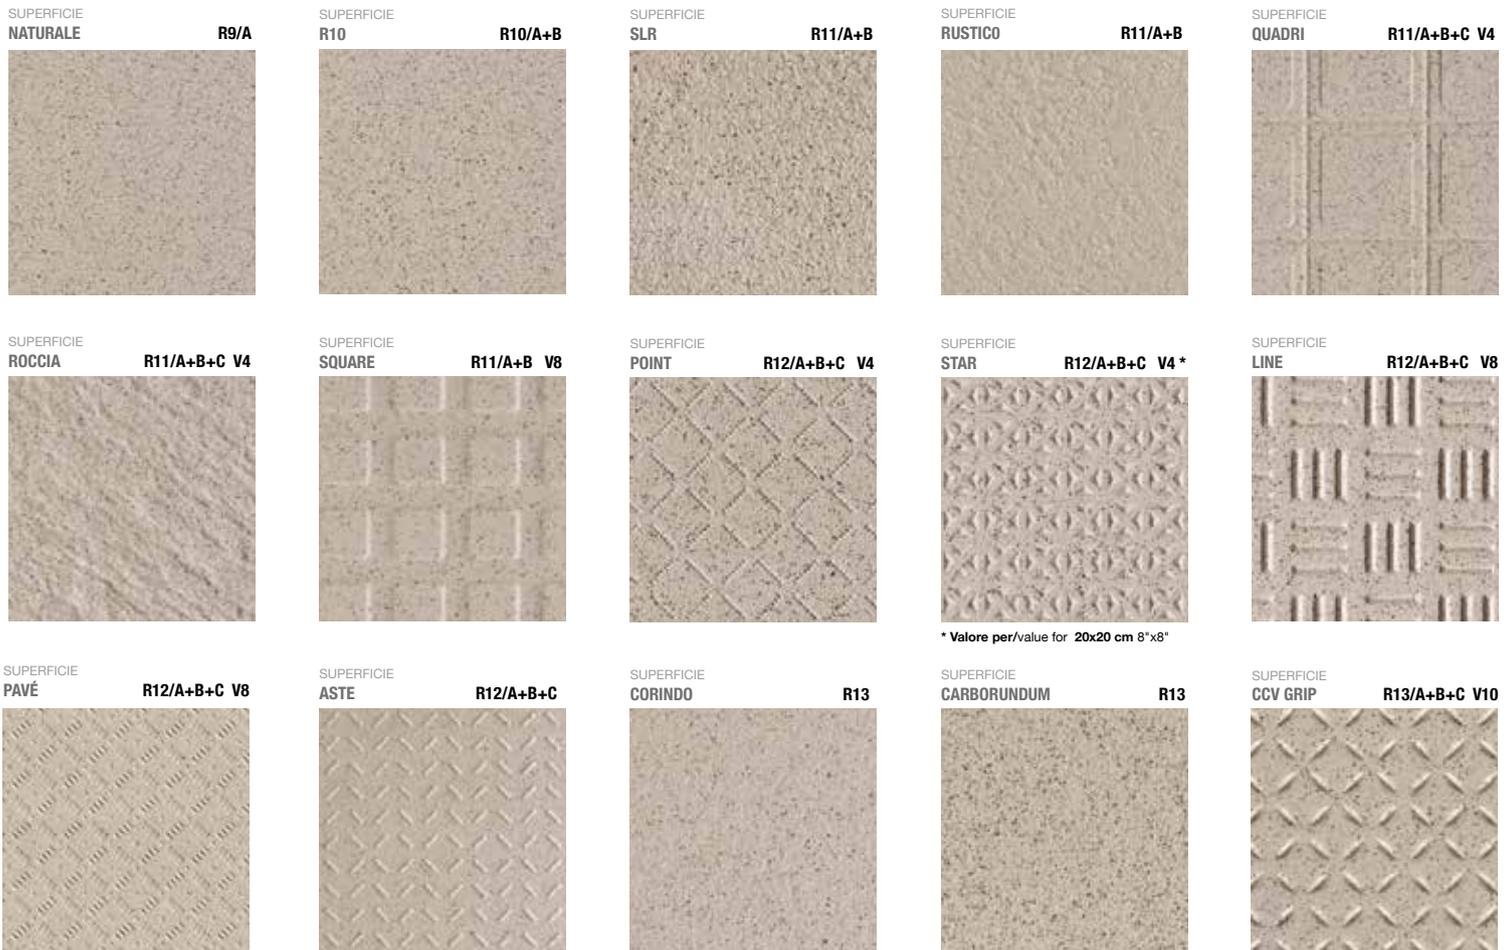 SUPERFICIE
NATURALE R9/A
SUPERFICIE
R10 R10/A+B
SUPERFICIE
SLR R11/A+B
SUPERFICIE
RUSTICO R11/A+B
SUPERFICIE
QUADRI R11/A+B+C V4
SUPERFICIE
ROCCIA R11/A+B+C V4
SUPERFICIE
SQUARE R11/A+B V8
SUPERFICIE
POINT R12/A+B+C V4
SUPERFICIE
STAR R12/A+B+C V4 *
* Valore per/value for 20x20 cm 8"x8"
SUPERFICIE
LINE R12/A+B+C V8
SUPERFICIE
PAVÉ R12/A+B+C V8
SUPERFICIE
ASTE R12/A+B+C
SUPERFICIE
CORINDO R13
SUPERFICIE
CARBORUNDUM R13
SUPERFICIE
CCV GRIP R13/A+B+C V10